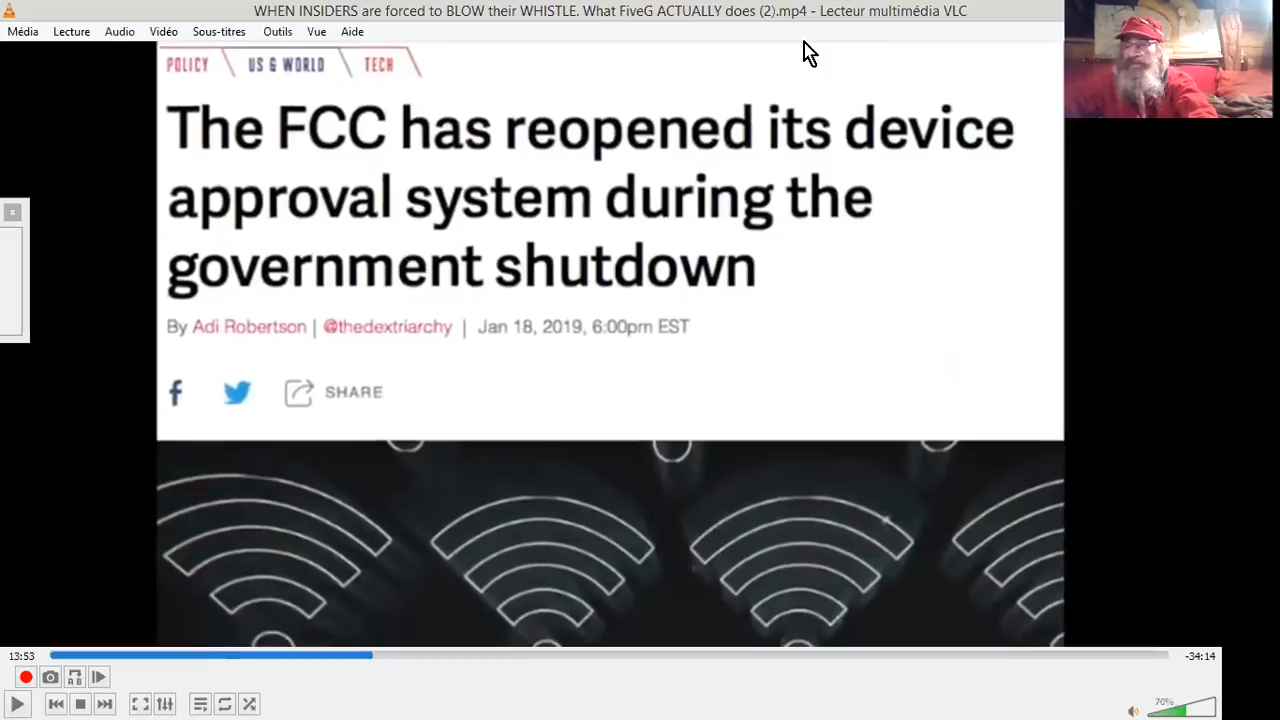 WHEN INSIDERS are forced to BLOW their WHISTLE. What FiveG ACTUALLY does (2).mp4 - Lecteur multimédia VLC
Média Lecture Audio Vidéo Sous-titres Outils Vue Aide
POLICY US & WORLD TECH
The FCC has reopened its device
approval system during the
government shutdown
By Adi Robertson | @thedextriarchy | Jan 18, 2019, 6:00pm EST
SHARE
13:53 -34:14
70%